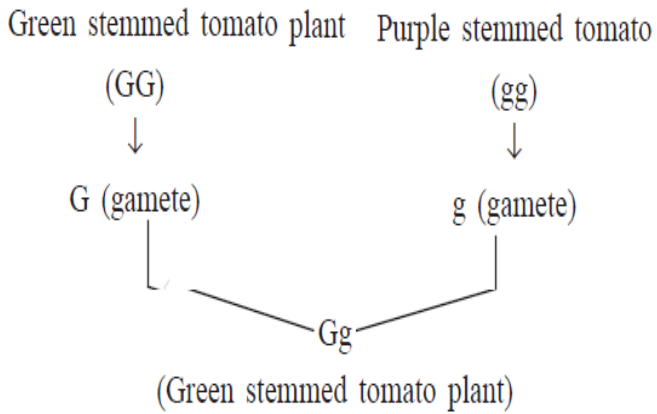 Green stemmed tomato plant Purple stemmed tomato
(GG) (gg)
G (gamete) g (gamete)
Gg
(Green stemmed tomato plant)